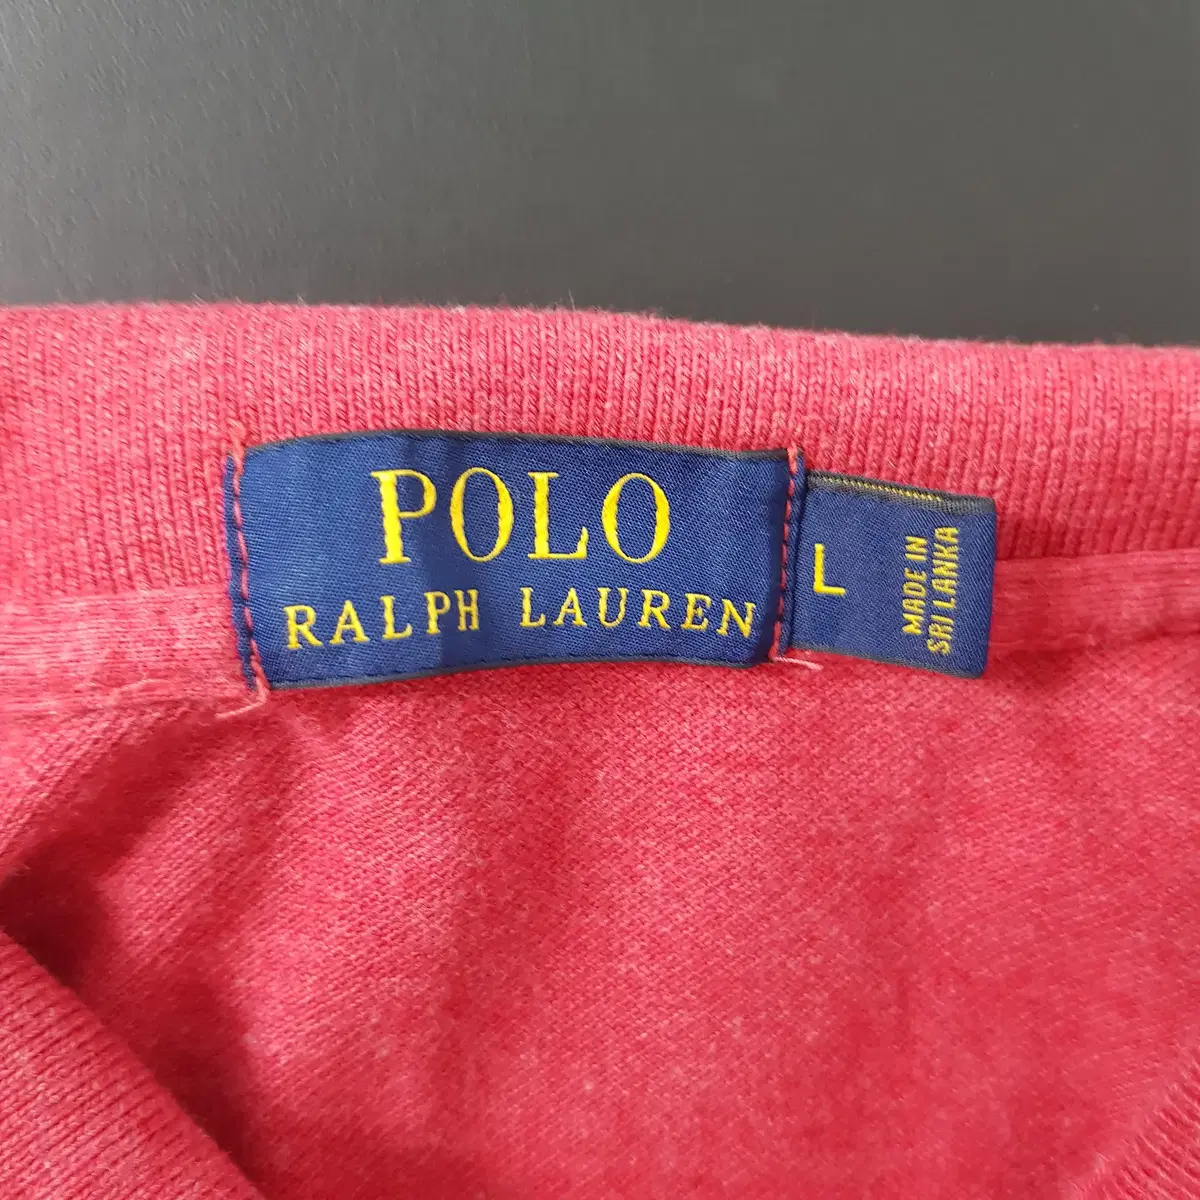 POLO
RALPH LAUREN
L
MADE IN
SRI LANKA